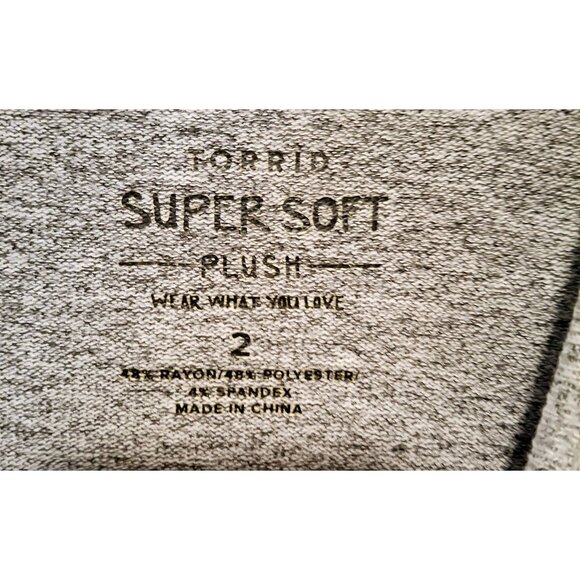 TORRID
SUPER SOFT
PLUSH
WEAR WHAT YOU LOVE
2
48% RAYON/48% POLYESTER/
4% SPANDEX
MADE IN CHINA